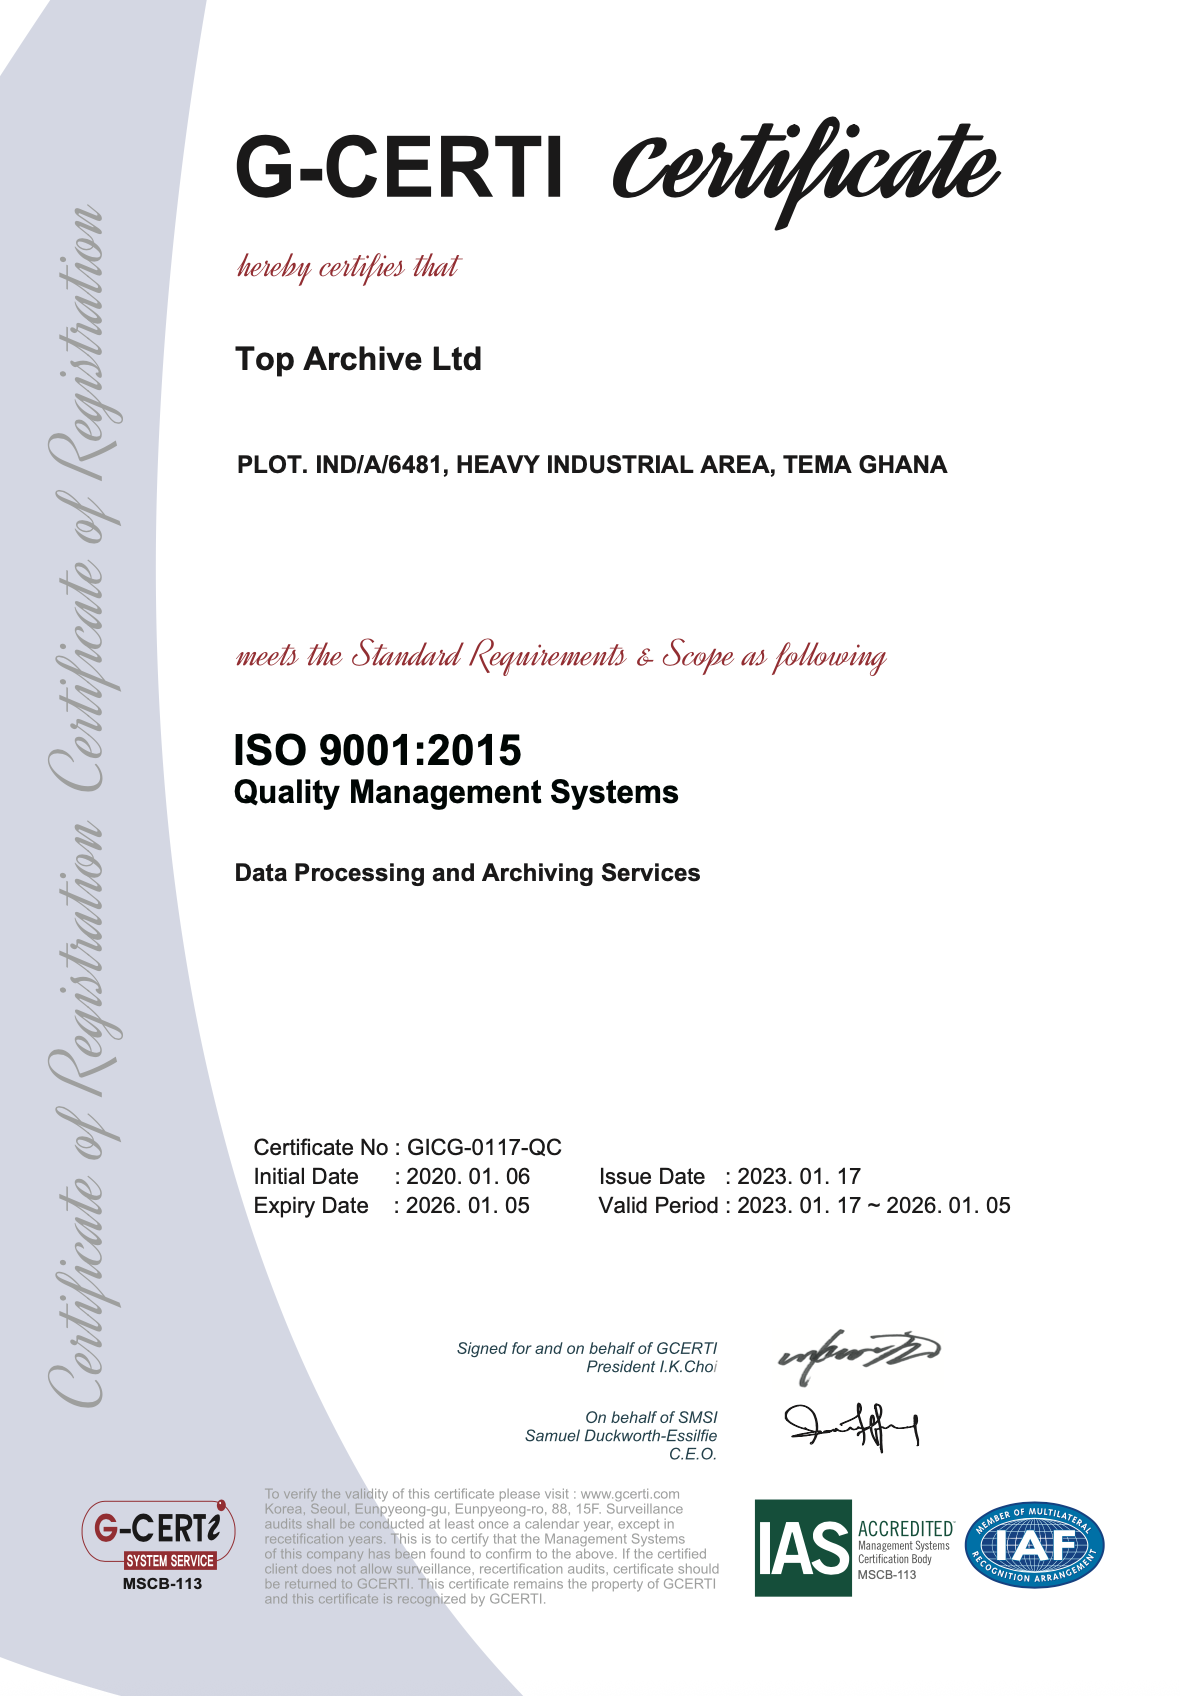 G-CERTI Certificate
hereby certifies that
Top Archive Ltd
PLOT. IND/A/6481, HEAVY INDUSTRIAL AREA, TEMA GHANA
meets the Standard Requirements & Scope as following
ISO 9001:2015
Quality Management Systems
Data Processing and Archiving Services
Certificate No : GICG-0117-QC
Initial Date : 2020. 01. 06 Issue Date : 2023. 01. 17
Expiry Date : 2026. 01. 05 Valid Period : 2023. 01. 17 ~ 2026. 01. 05
Signed for and on behalf of GCERTI
President I.K.Choi
On behalf of SMSI
Samuel Duckworth-Essilfie
C.E.O.
To verify the validity of this certificate please visit : www.gcerti.com
Korea, Seoul, Eunpyeong-gu, Eunpyeong-ro, 88, 15F. Surveillance
audits shall be conducted at least once a calendar year, except in
recetification years. This is to certify that the Management Systems
of this company has been found to confirm to the above. If the certified
client does not allow surveillance, recertification audits, certificate should
be returned to GCERTI. This certificate remains the property of GCERTI
and this certificate is recognized by GCERTI.
G-CERTi
SYSTEM SERVICE
MSCB-113
IAS
ACCREDITED
Management Systems
Certification Body
MSCB-113
MEMBER OF MULTILATERAL
IAF
RECOGNITION ARRANGEMENT
Certificate of Registration Certificate of Registration